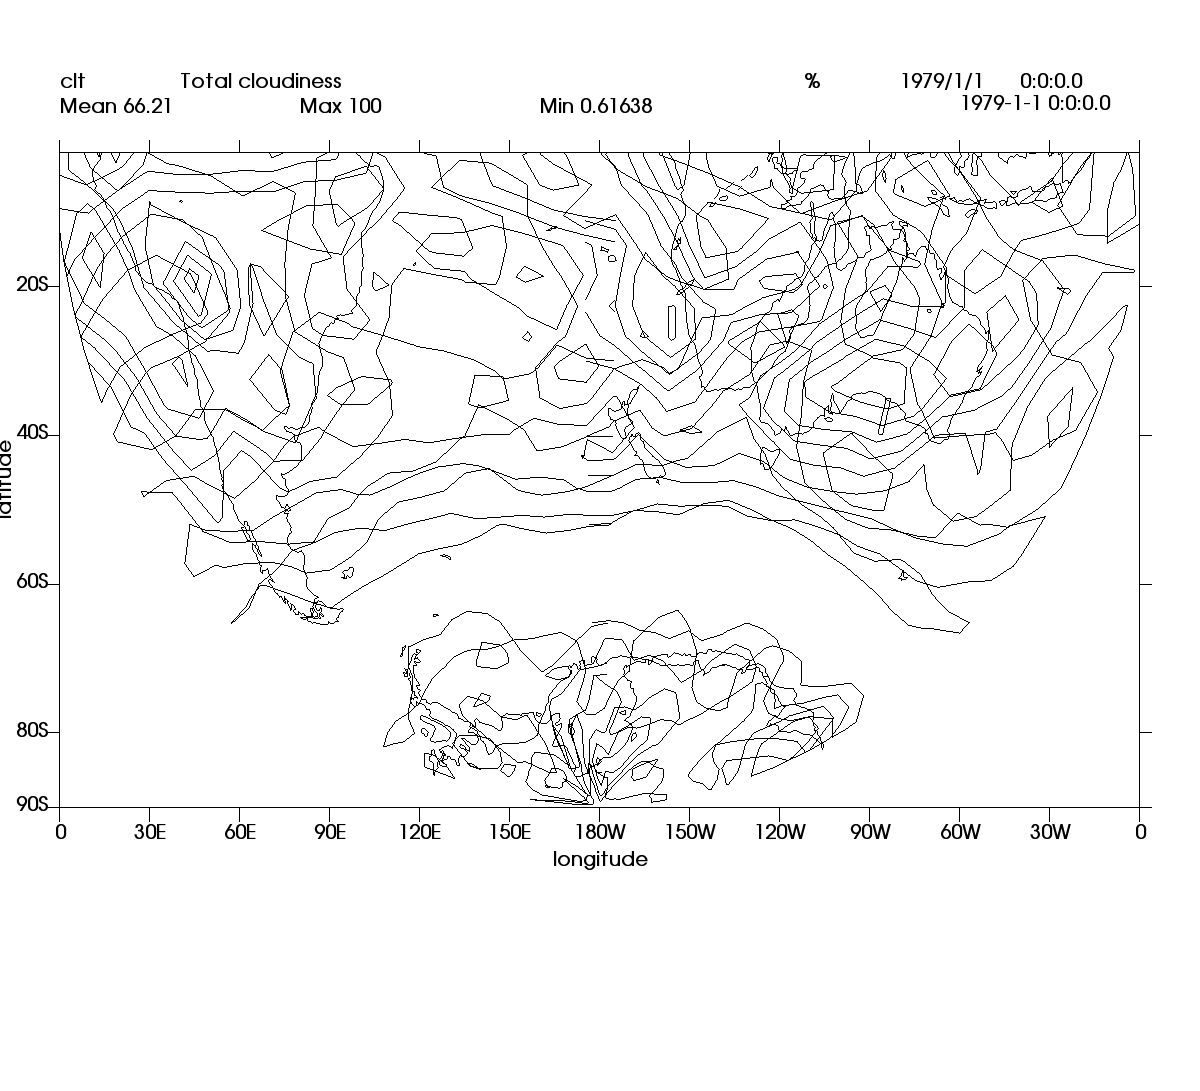 clt Total cloudiness % 1979/1/1 0:0:0.0
Mean 66.21 Max 100 Min 0.61638 1979-1-1 0:0:0.0
20S
40S
60S
80S
90S
latitude
0 30E 60E 90E 120E 150E 180W 150W 120W 90W 60W 30W 0
longitude